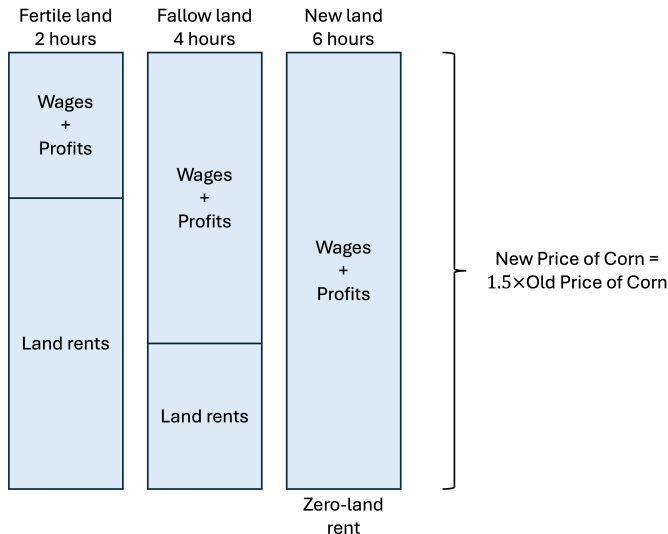 Fertile land
2 hours
Fallow land
4 hours
New land
6 hours
Wages
+
Profits
Land rents
Wages
+
Profits
Land rents
Wages
+
Profits
Zero-land
rent
New Price of Corn =
1.5×Old Price of Corn